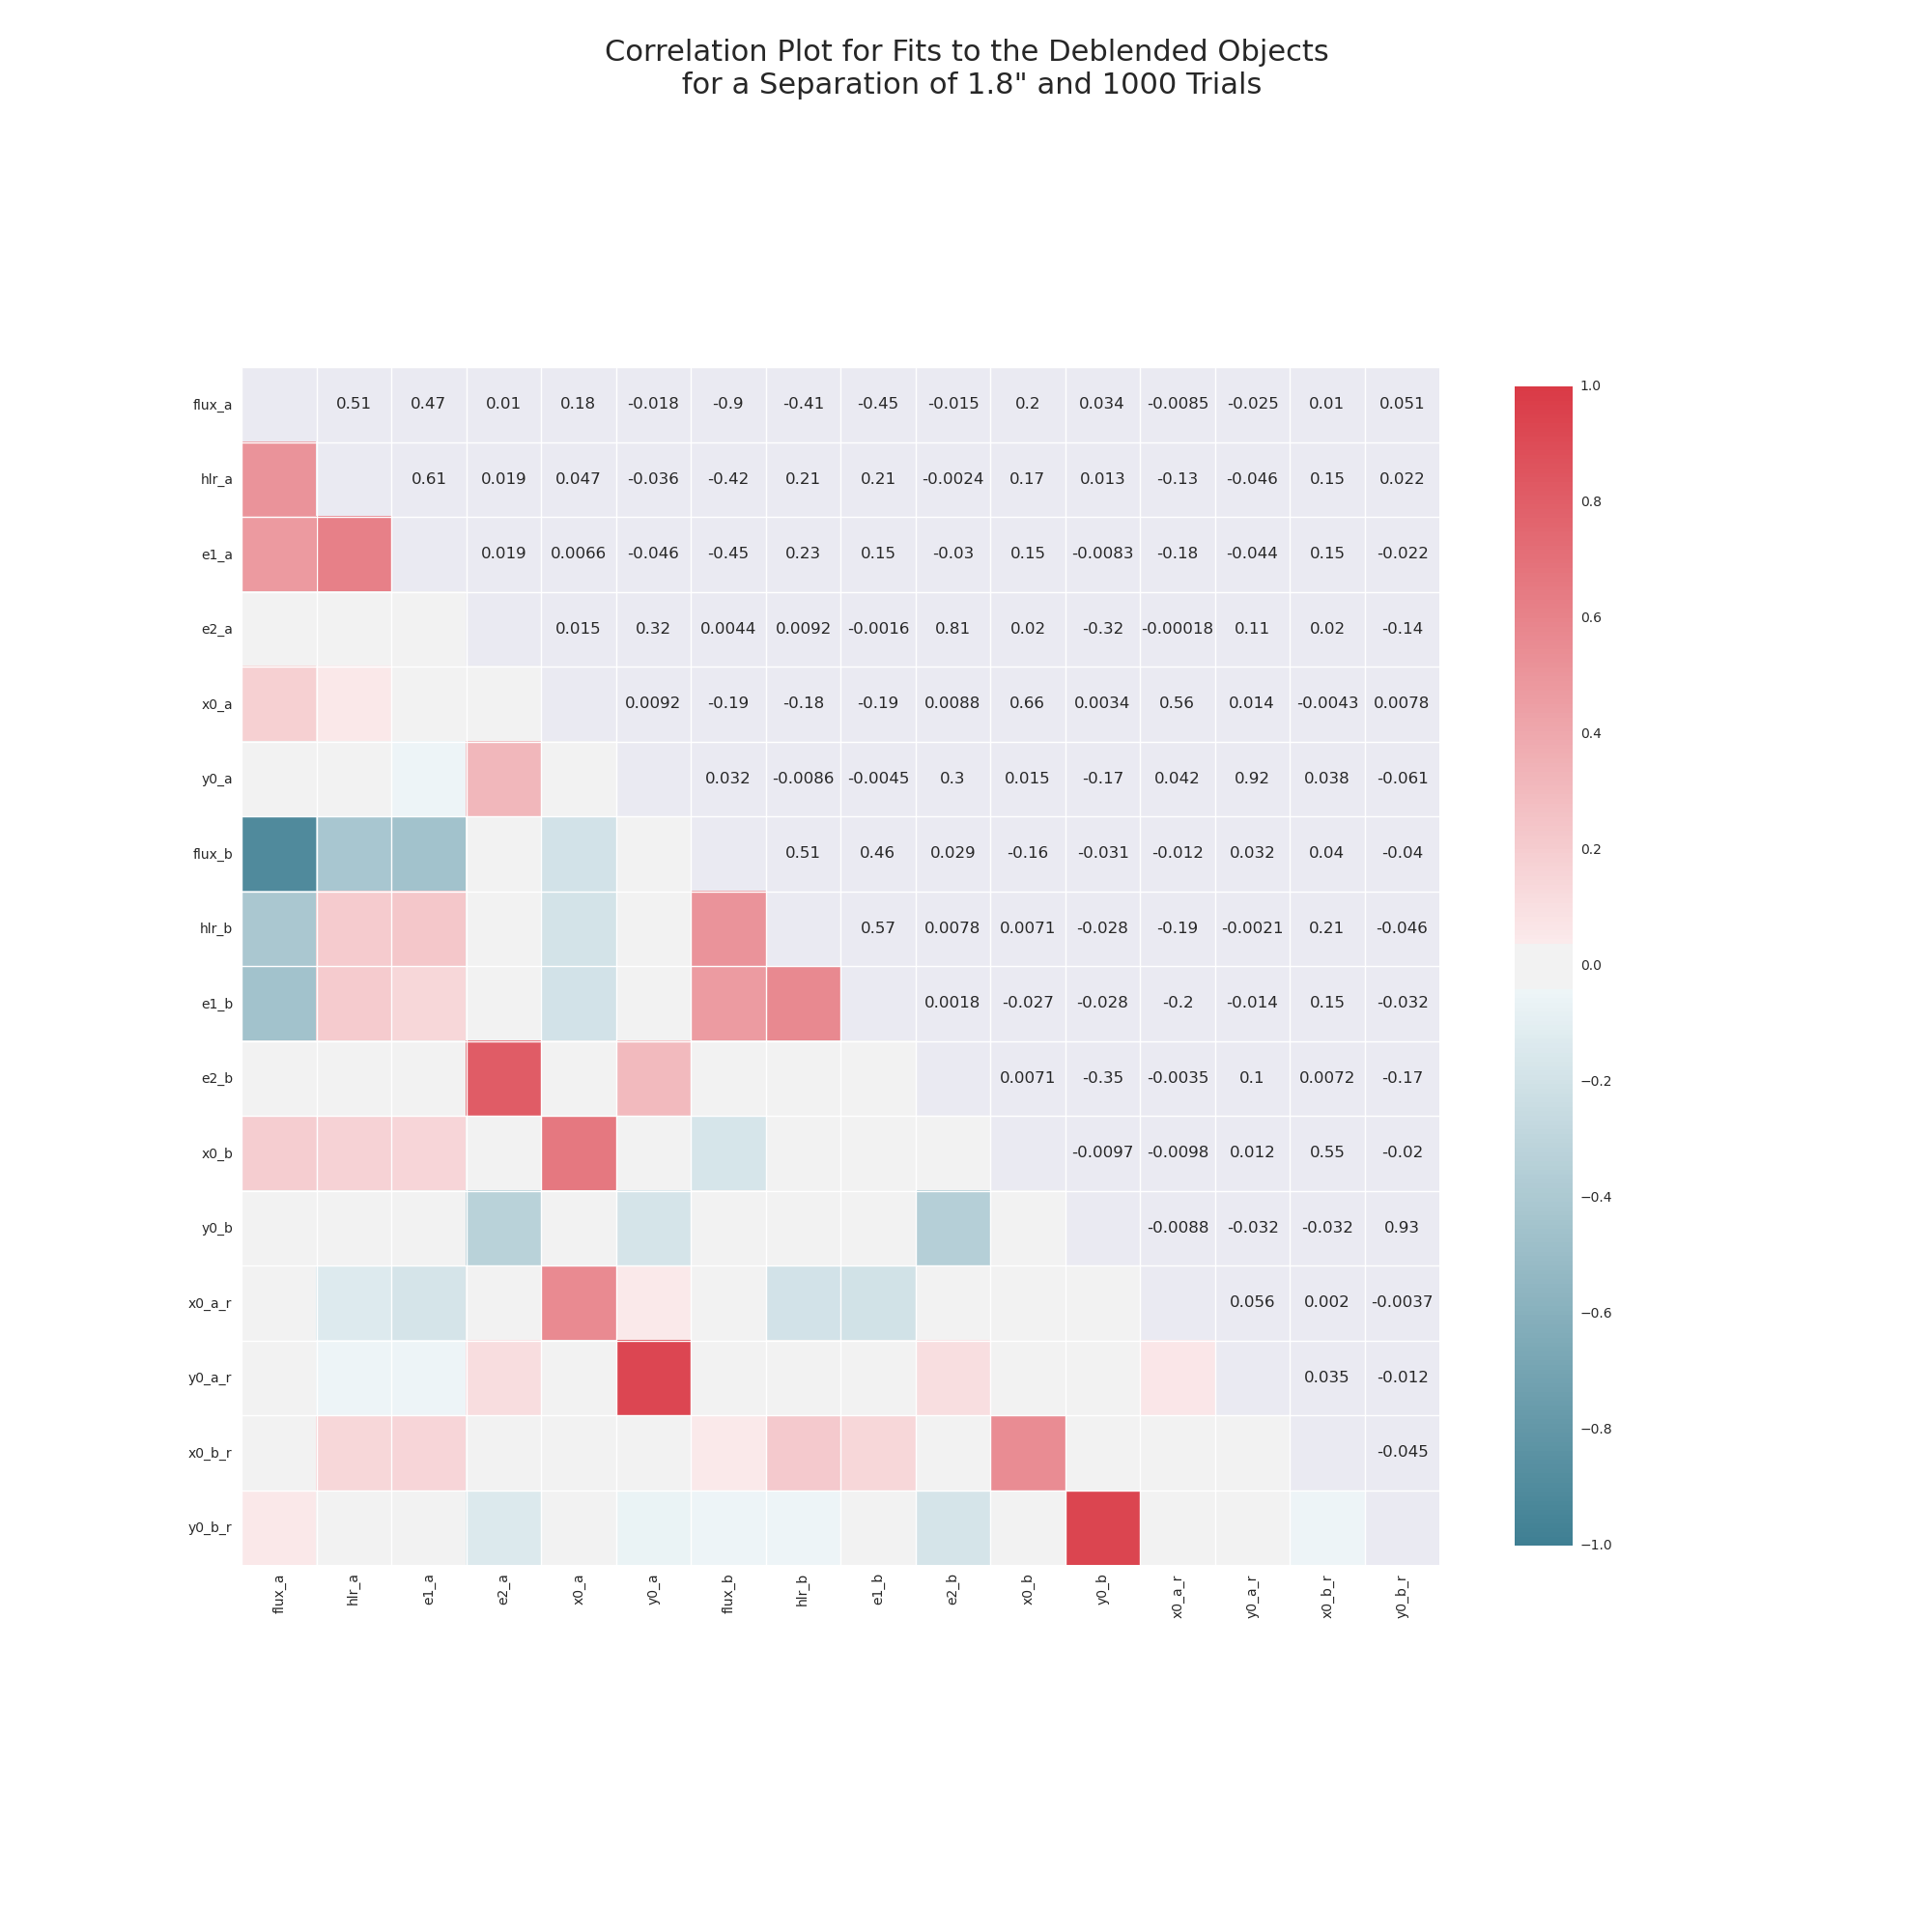 Correlation Plot for Fits to the Deblended Objects
for a Separation of 1.8" and 1000 Trials
flux_a 0.51 0.47 0.01 0.18 -0.018 -0.9 -0.41 -0.45 -0.015 0.2 0.034 -0.0085 -0.025 0.01 0.051
hlr_a 0.61 0.019 0.047 -0.036 -0.42 0.21 0.21 -0.0024 0.17 0.013 -0.13 -0.046 0.15 0.022
e1_a 0.019 0.0066 -0.046 -0.45 0.23 0.15 -0.03 0.15 -0.0083 -0.18 -0.044 0.15 -0.022
e2_a 0.015 0.32 0.0044 0.0092 -0.0016 0.81 0.02 -0.32 -0.00018 0.11 0.02 -0.14
x0_a 0.0092 -0.19 -0.18 -0.19 0.0088 0.66 0.0034 0.56 0.014 -0.0043 0.0078
y0_a 0.032 -0.0086 -0.0045 0.3 0.015 -0.17 0.042 0.92 0.038 -0.061
flux_b 0.51 0.46 0.029 -0.16 -0.031 -0.012 0.032 0.04 -0.04
hlr_b 0.57 0.0078 0.0071 -0.028 -0.19 -0.0021 0.21 -0.046
e1_b 0.0018 -0.027 -0.028 -0.2 -0.014 0.15 -0.032
e2_b 0.0071 -0.35 -0.0035 0.1 0.0072 -0.17
x0_b -0.0097 -0.0098 0.012 0.55 -0.02
y0_b -0.0088 -0.032 -0.032 0.93
x0_a_r 0.056 0.002 -0.0037
y0_a_r 0.035 -0.012
x0_b_r -0.045
y0_b_r
flux_a hlr_a e1_a e2_a x0_a y0_a flux_b hlr_b e1_b e2_b x0_b y0_b x0_a_r y0_a_r x0_b_r y0_b_r
1.0
0.8
0.6
0.4
0.2
0.0
−0.2
−0.4
−0.6
−0.8
−1.0